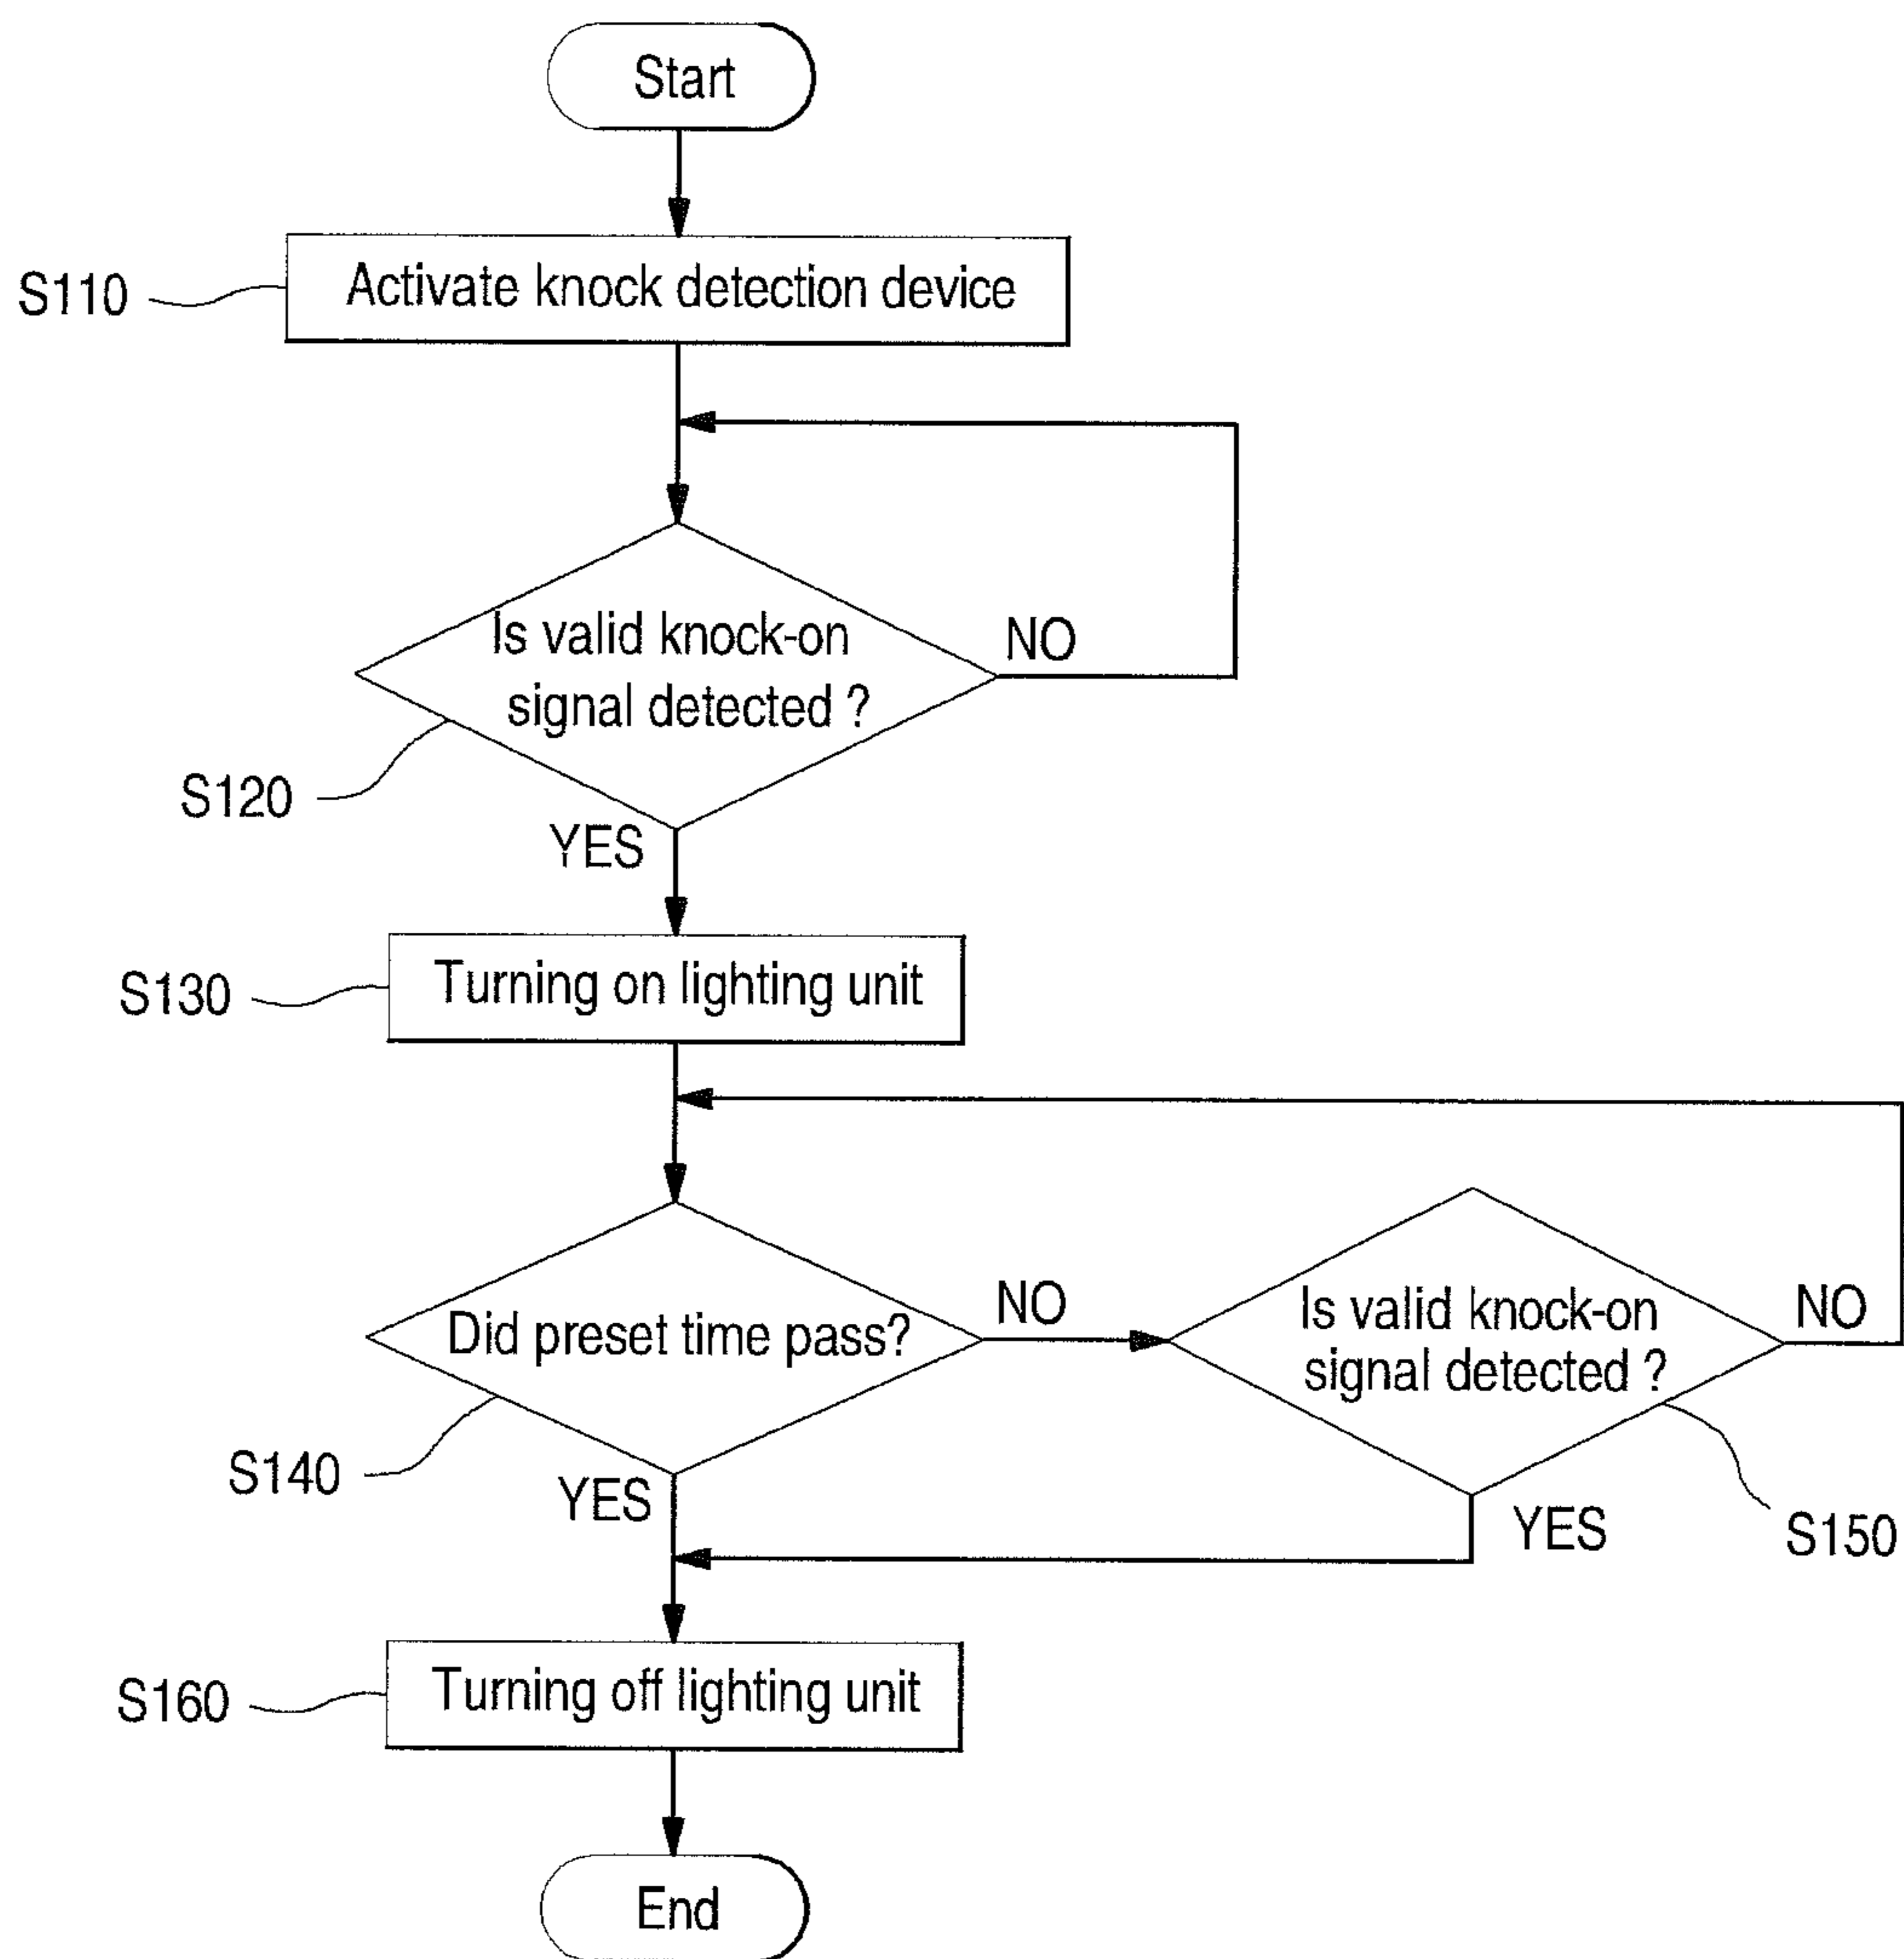 Start
S110
Activate knock detection device
Is valid knock-on
signal detected ?
NO
S120
YES
S130
Turning on lighting unit
Did preset time pass?
NO
Is valid knock-on
signal detected ?
NO
S140
YES
YES
S150
S160
Turning off lighting unit
End